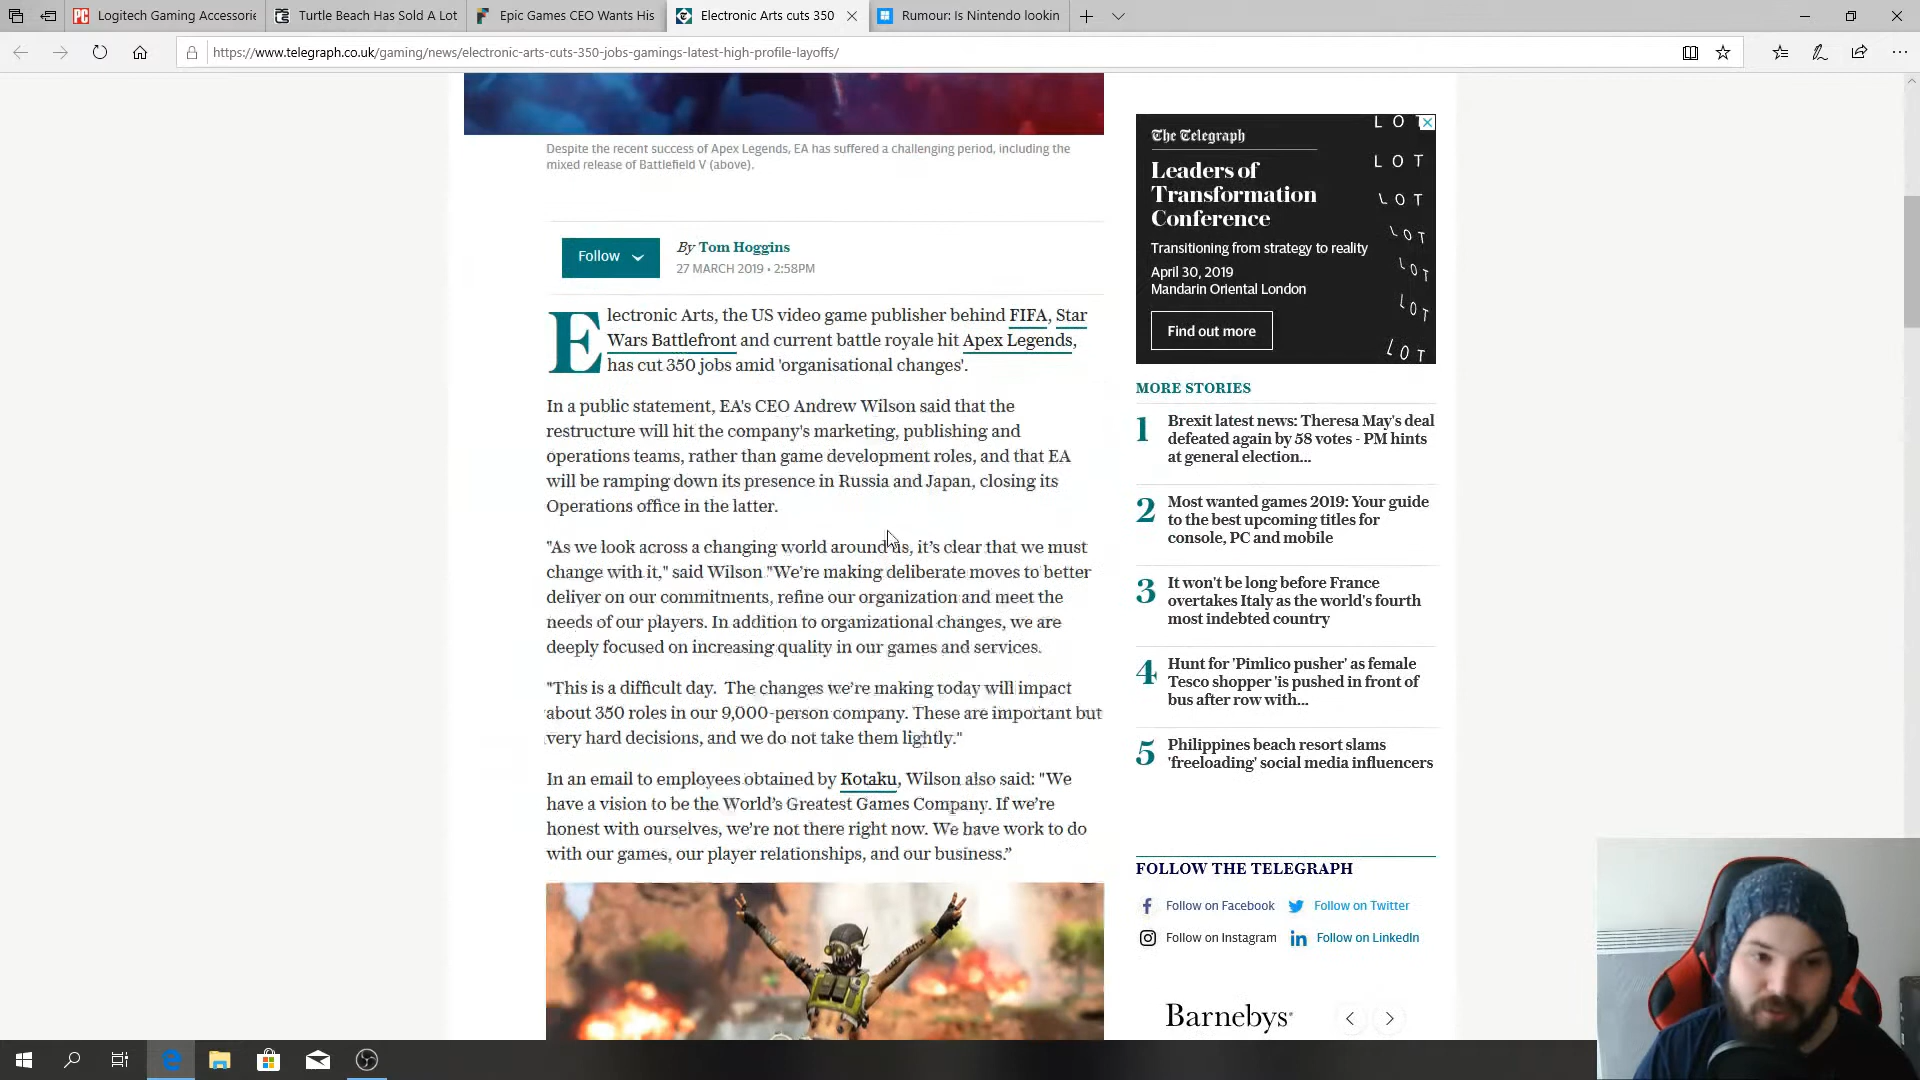 Logitech Gaming Accessorie
Turtle Beach Has Sold A Lot
Epic Games CEO Wants His
Electronic Arts cuts 350
Rumour: Is Nintendo lookin
https://www.telegraph.co.uk/gaming/news/electronic-arts-cuts-350-jobs-gamings-latest-high-profile-layoffs/
Despite the recent success of Apex Legends, EA has suffered a challenging period, including the
mixed release of Battlefield V (above).
Follow
By Tom Hoggins
27 MARCH 2019 • 2:58PM
Electronic Arts, the US video game publisher behind FIFA, Star
Wars Battlefront and current battle royale hit Apex Legends,
has cut 350 jobs amid 'organisational changes'.
In a public statement, EA's CEO Andrew Wilson said that the
restructure will hit the company's marketing, publishing and
operations teams, rather than game development roles, and that EA
will be ramping down its presence in Russia and Japan, closing its
Operations office in the latter.
"As we look across a changing world around us, it's clear that we must
change with it," said Wilson "We're making deliberate moves to better
deliver on our commitments, refine our organization and meet the
needs of our players. In addition to organizational changes, we are
deeply focused on increasing quality in our games and services.
"This is a difficult day.  The changes we're making today will impact
about 350 roles in our 9,000-person company. These are important but
very hard decisions, and we do not take them lightly."
In an email to employees obtained by Kotaku, Wilson also said: "We
have a vision to be the World's Greatest Games Company. If we're
honest with ourselves, we're not there right now. We have work to do
with our games, our player relationships, and our business."
The Telegraph
Leaders of
Transformation
Conference
Transitioning from strategy to reality
April 30, 2019
Mandarin Oriental London
Find out more
LOT
LOT
LOT
LOT
LOT
LOT
LOT
MORE STORIES
1 Brexit latest news: Theresa May's deal
defeated again by 58 votes - PM hints
at general election...
2 Most wanted games 2019: Your guide
to the best upcoming titles for
console, PC and mobile
3 It won't be long before France
overtakes Italy as the world's fourth
most indebted country
4 Hunt for 'Pimlico pusher' as female
Tesco shopper 'is pushed in front of
bus after row with...
5 Philippines beach resort slams
'freeloading' social media influencers
FOLLOW THE TELEGRAPH
Follow on Facebook
Follow on Twitter
Follow on Instagram
Follow on LinkedIn
Barnebys